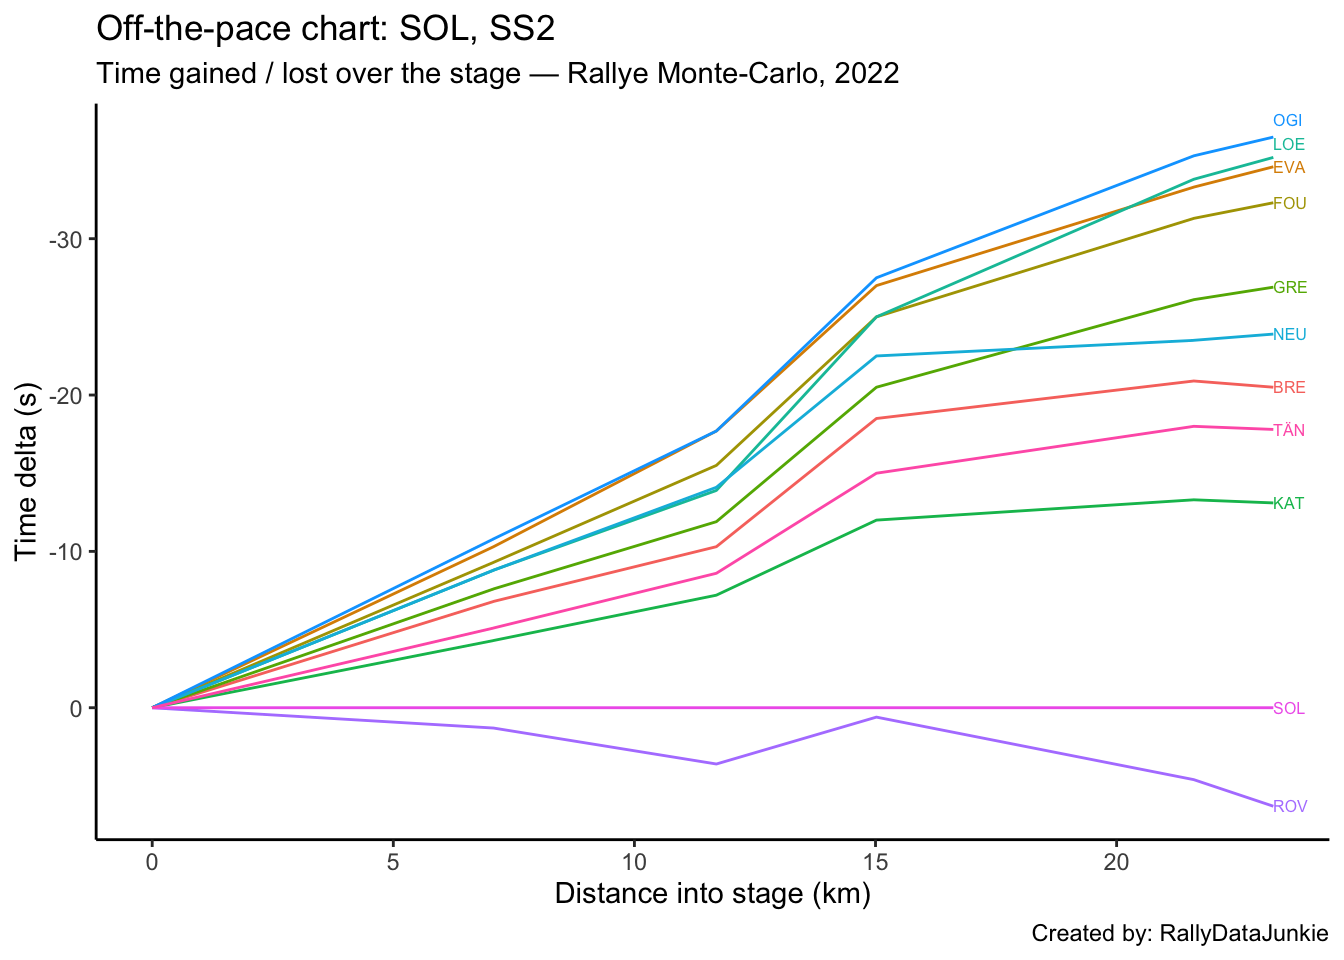 Off-the-pace chart: SOL, SS2
Time gained / lost over the stage — Rallye Monte-Carlo, 2022
OGI
LOE
EVA
FOU
-30
GRE
NEU
-20
BRE
TÄN
KAT
-10
0
SOL
ROV
Time delta (s)
0 5 10 15 20
Distance into stage (km)
Created by: RallyDataJunkie